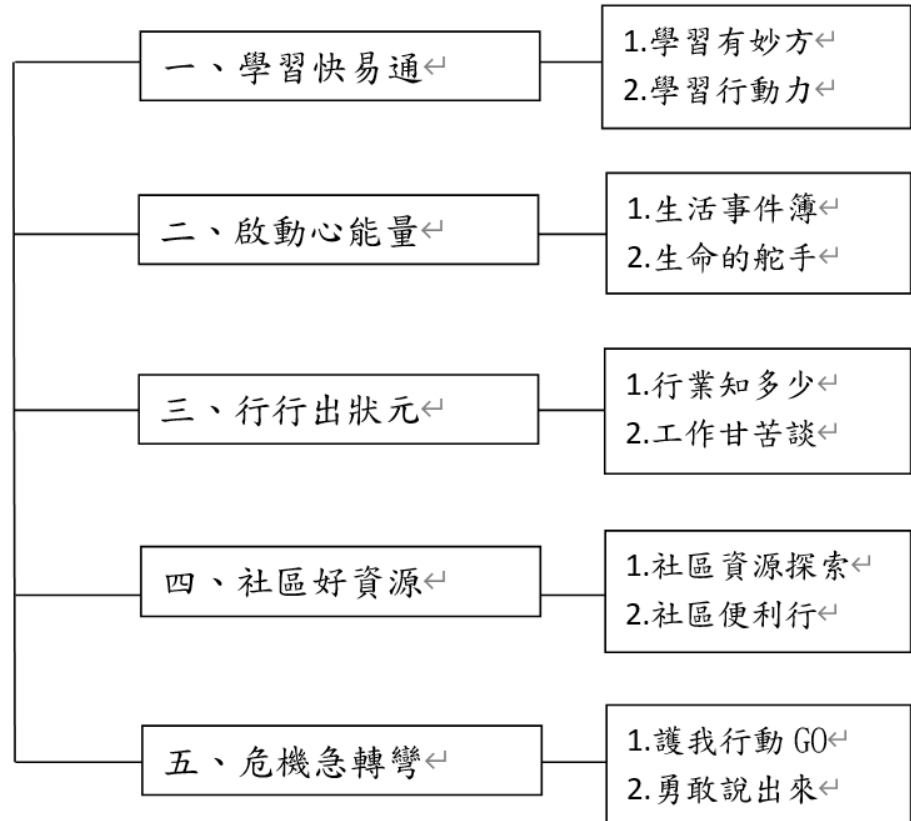 一、學習快易通
1.學習有妙方
2.學習行動力
二、啟動心能量
1.生活事件簿
2.生命的舵手
三、行行出狀元
1.行業知多少
2.工作甘苦談
四、社區好資源
1.社區資源探索
2.社區便利行
五、危機急轉彎
1.護我行動 GO
2.勇敢說出來